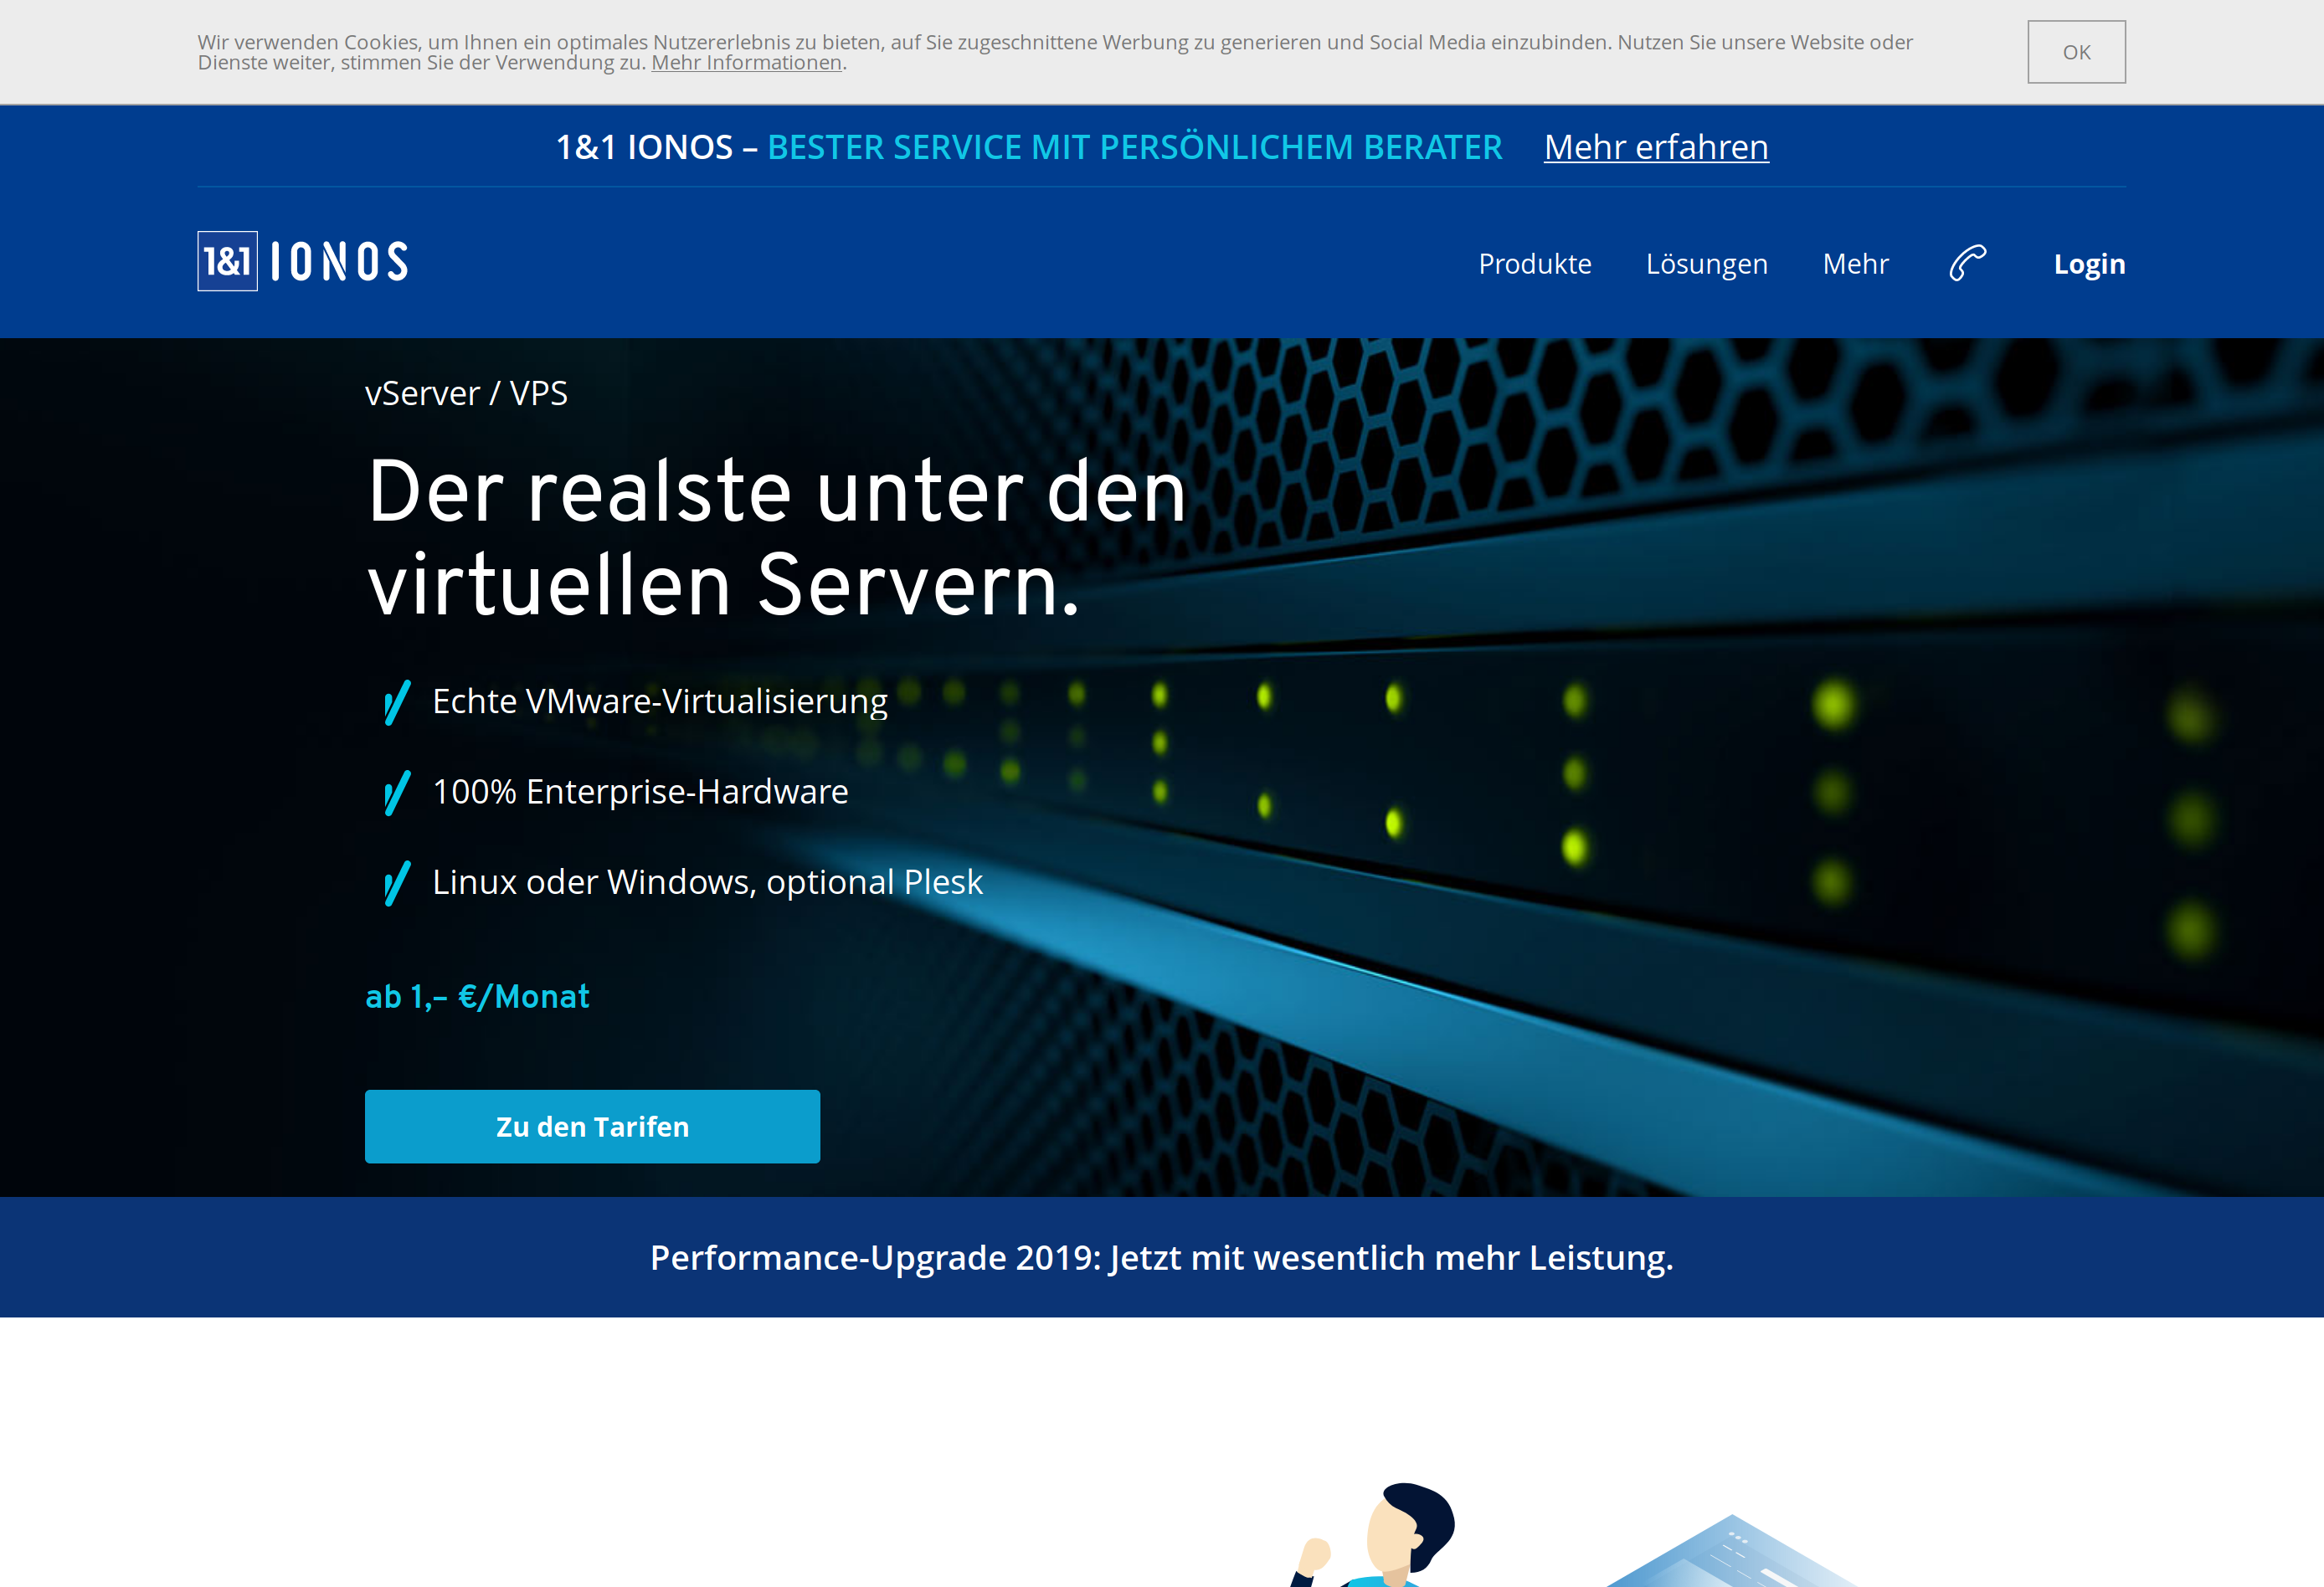 Wir verwenden Cookies, um Ihnen ein optimales Nutzererlebnis zu bieten, auf Sie zugeschnittene Werbung zu generieren und Social Media einzubinden. Nutzen Sie unsere Website oder
Dienste weiter, stimmen Sie der Verwendung zu. Mehr Informationen.
OK
1&1 IONOS – BESTER SERVICE MIT PERSÖNLICHEM BERATER Mehr erfahren
1&1 IONOS
Produkte Lösungen Mehr Login
vServer / VPS
Der realste unter den
virtuellen Servern.
Echte VMware-Virtualisierung
100% Enterprise-Hardware
Linux oder Windows, optional Plesk
ab 1,– €/Monat
Zu den Tarifen
Performance-Upgrade 2019: Jetzt mit wesentlich mehr Leistung.